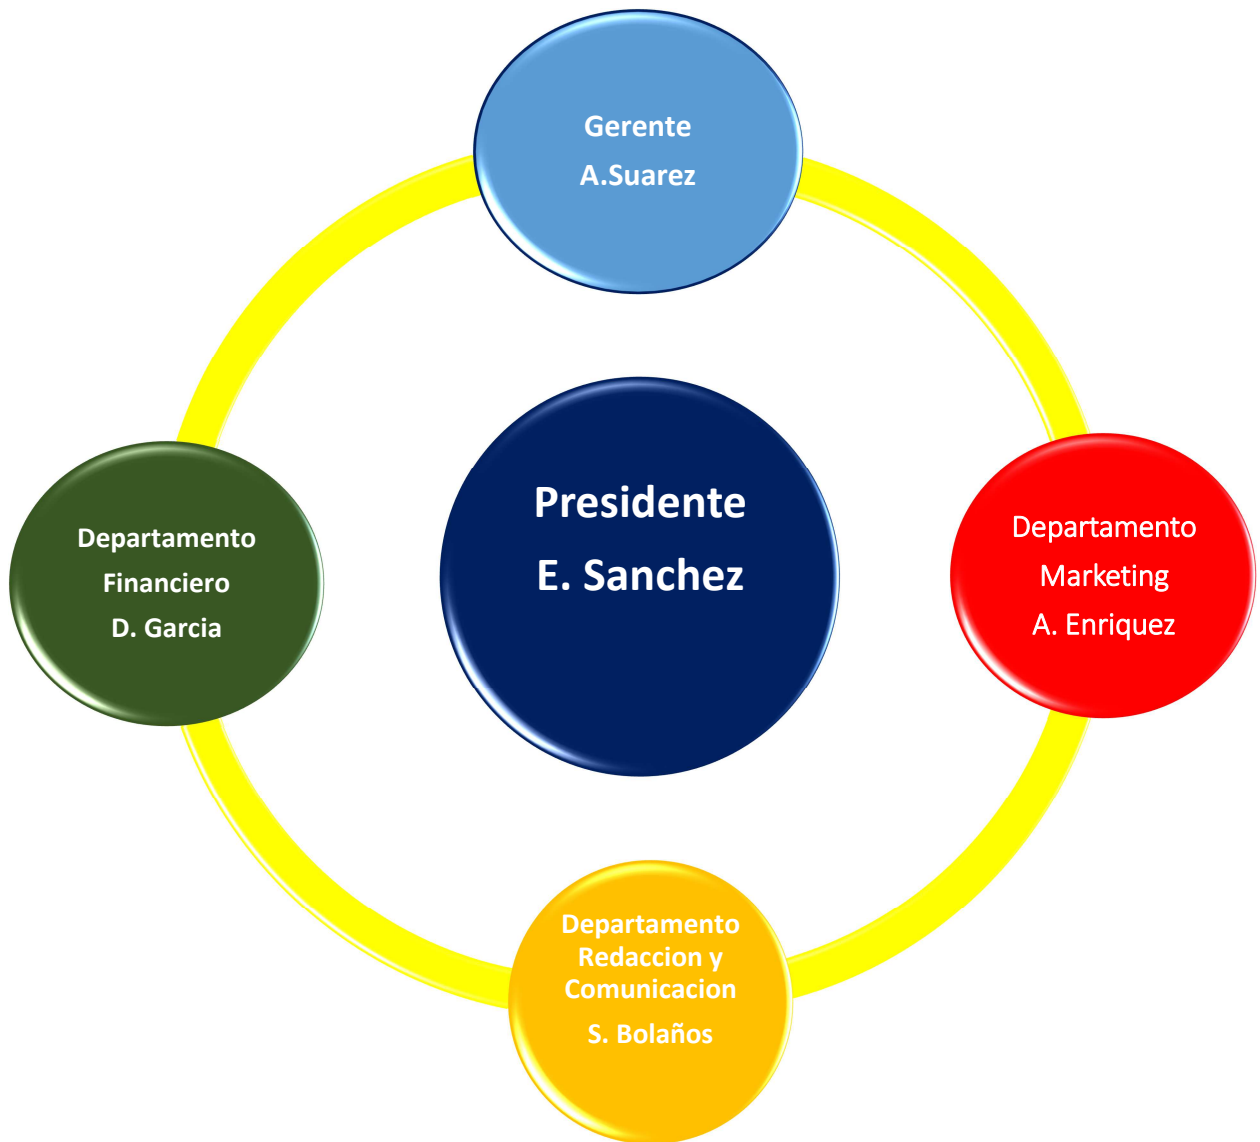 Gerente
A.Suarez
Presidente
E. Sanchez
Departamento
Financiero
D. Garcia
Departamento
Marketing
A. Enriquez
Departamento
Redaccion y
Comunicacion
S. Bolaños